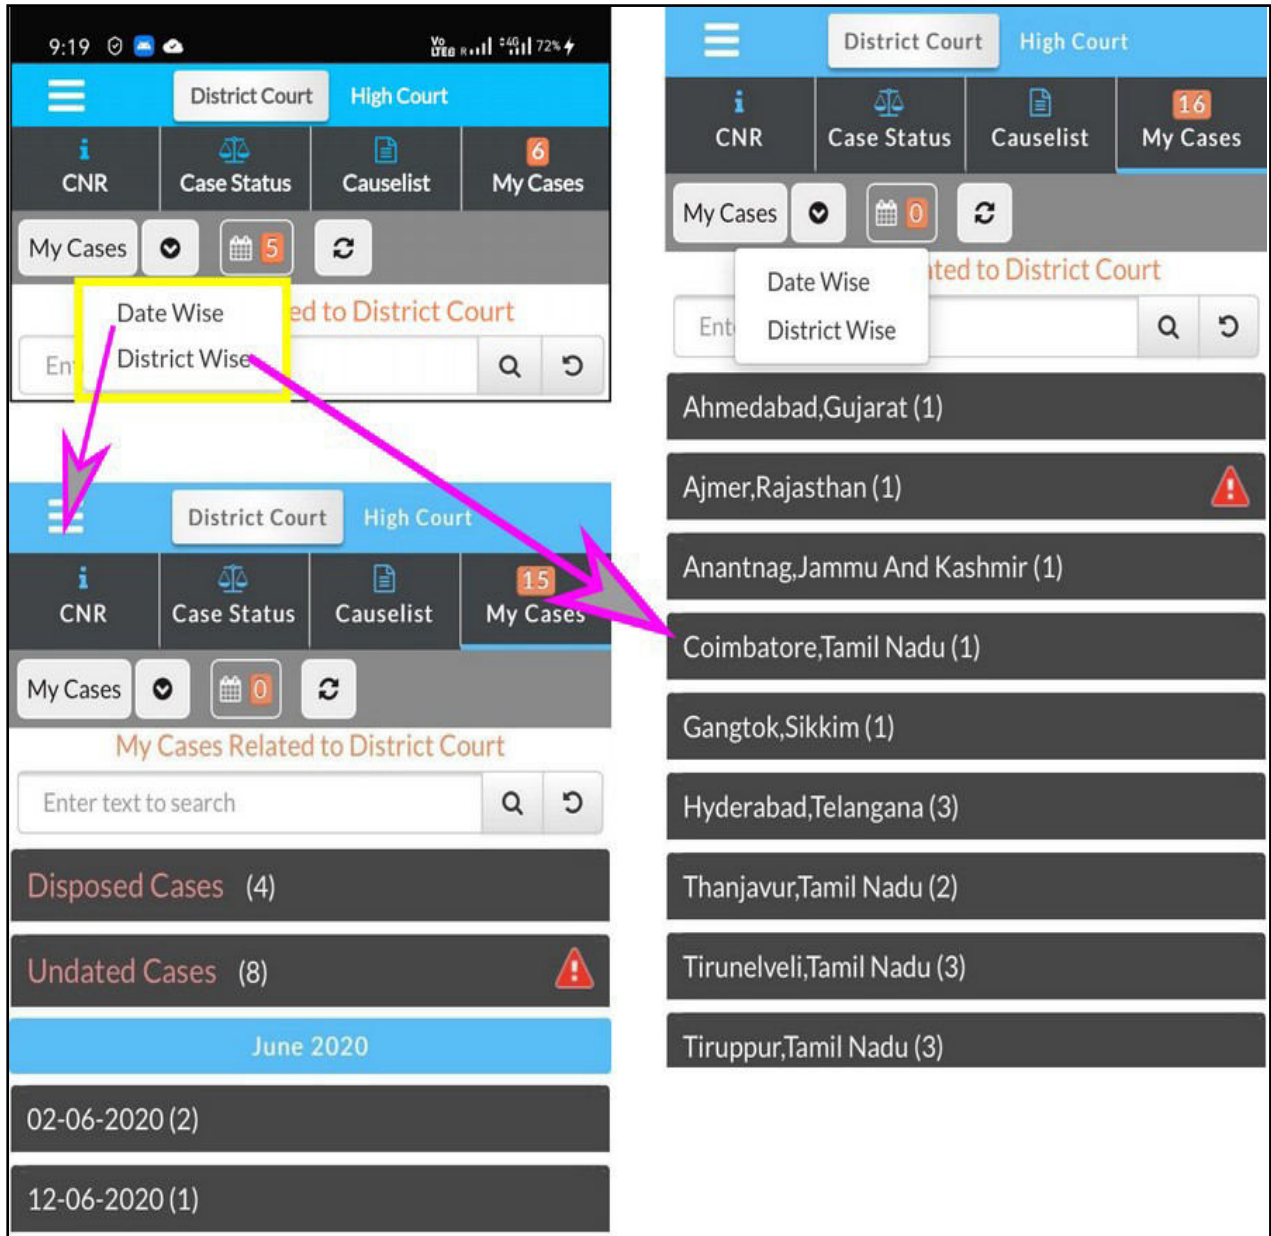 9:19 Vo LTE R 4G 72%
District Court High Court
CNR Case Status Causelist 6 My Cases
My Cases 5
Date Wise ed to District Court
District Wise
En
District Court High Court
CNR Case Status Causelist 15 My Cases
My Cases 0
My Cases Related to District Court
Enter text to search
Disposed Cases (4)
Undated Cases (8)
June 2020
02-06-2020 (2)
12-06-2020 (1)
District Court High Court
CNR Case Status Causelist 16 My Cases
My Cases 0
Date Wise ated to District Court
Ent District Wise
Ahmedabad,Gujarat (1)
Ajmer,Rajasthan (1)
Anantnag,Jammu And Kashmir (1)
Coimbatore,Tamil Nadu (1)
Gangtok,Sikkim (1)
Hyderabad,Telangana (3)
Thanjavur,Tamil Nadu (2)
Tirunelveli,Tamil Nadu (3)
Tiruppur,Tamil Nadu (3)